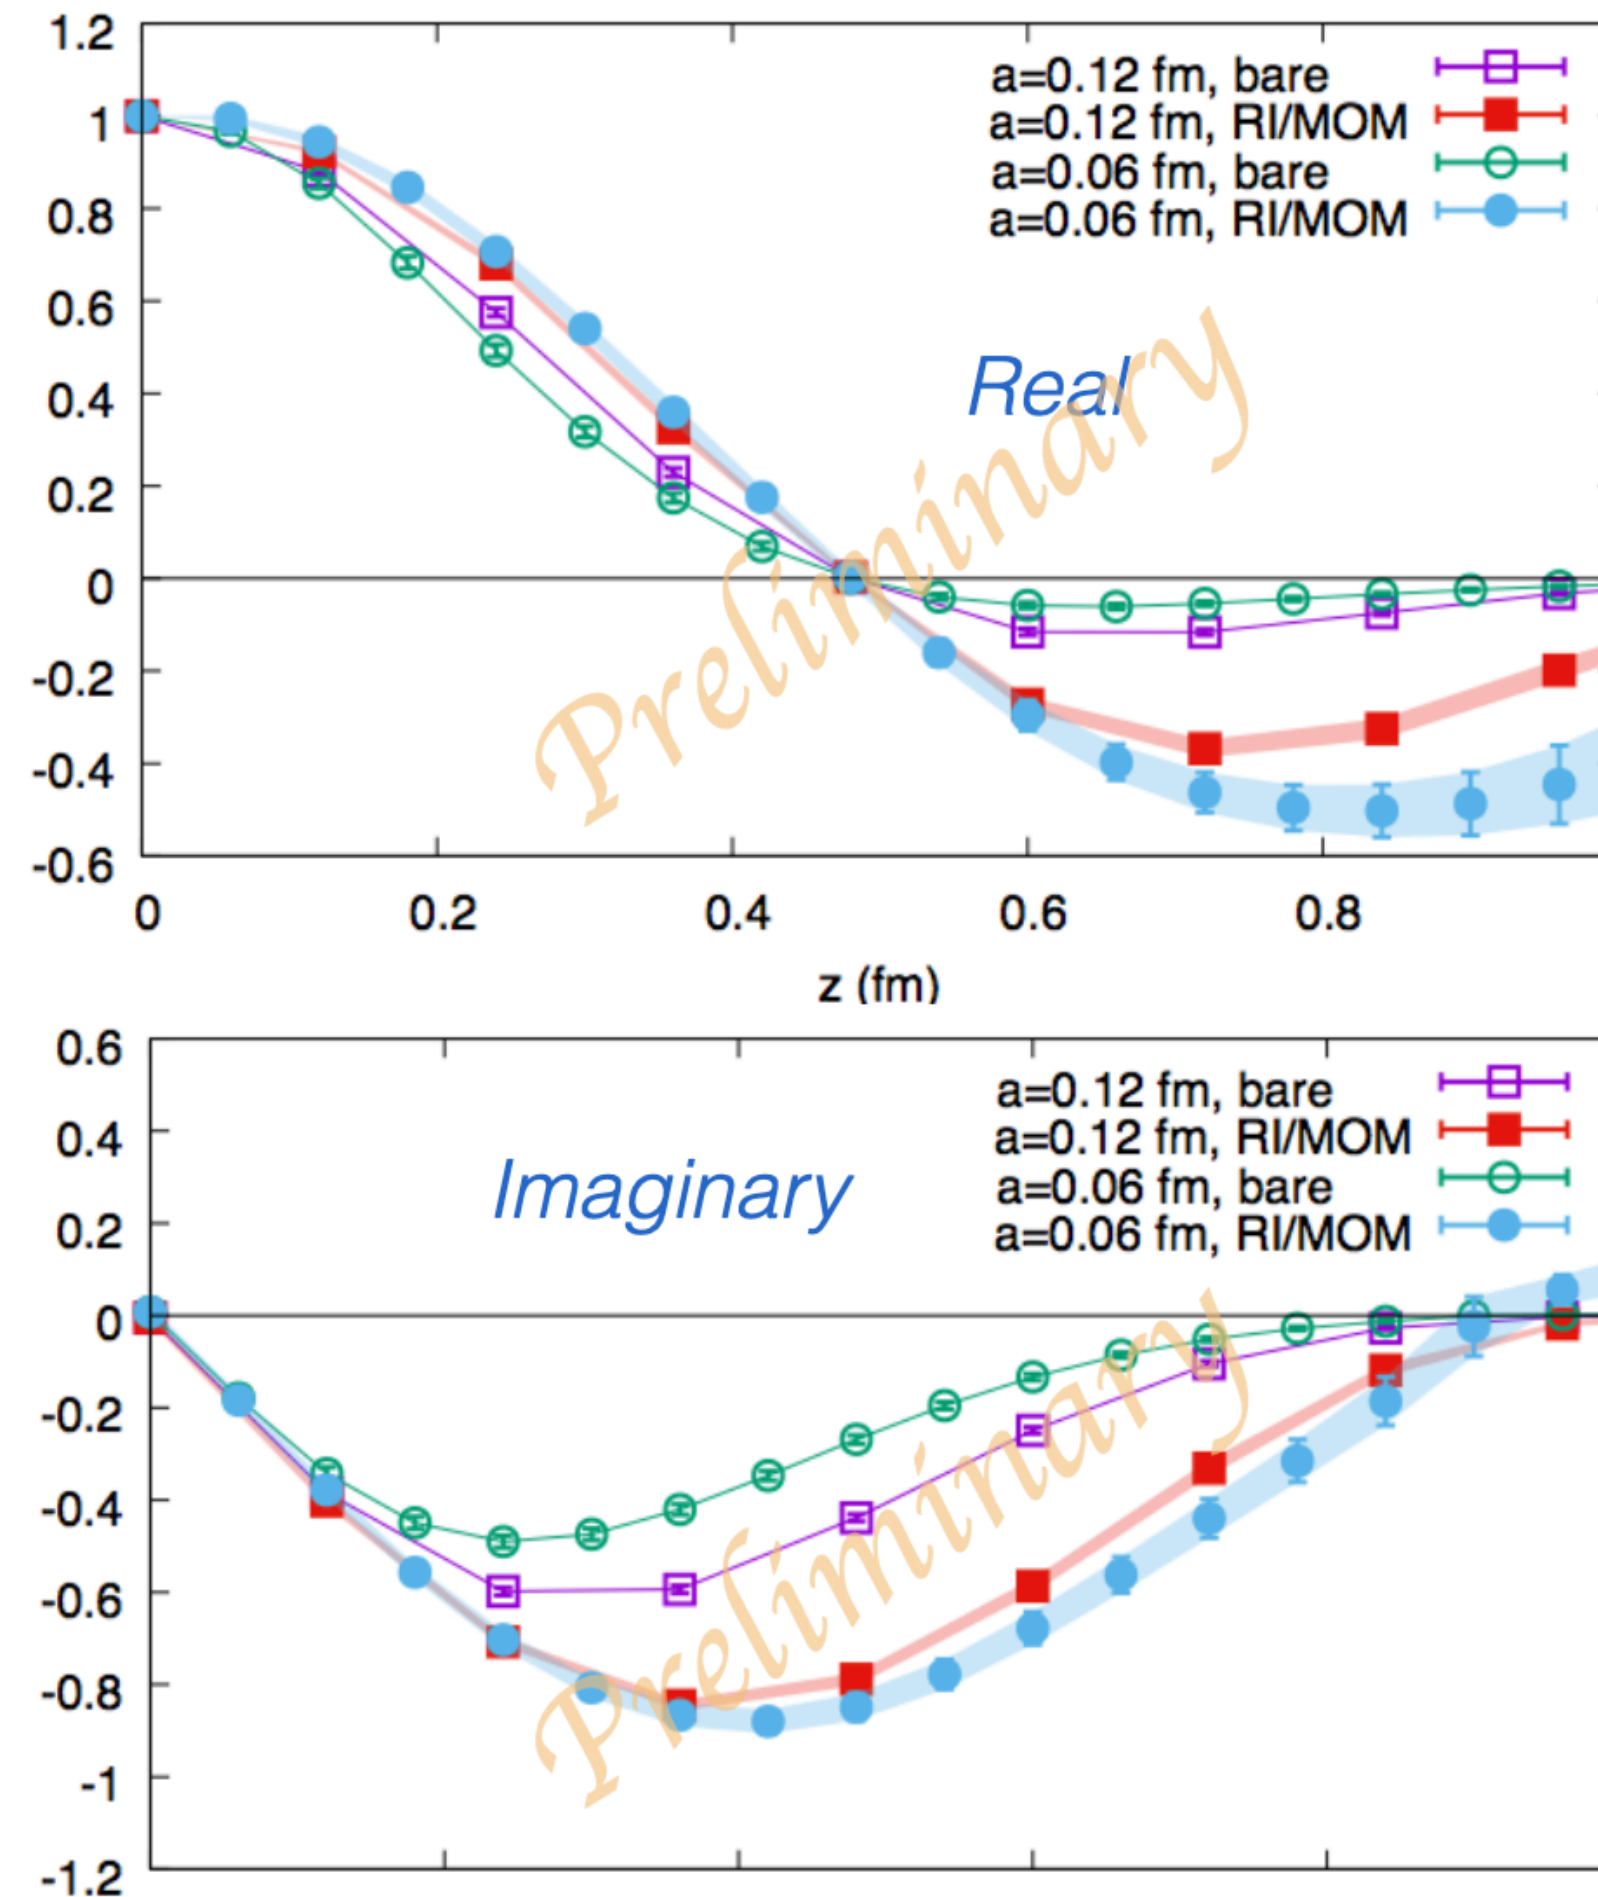 1.2
a=0.12 fm, bare
a=0.12 fm, RI/MOM
a=0.06 fm, bare
a=0.06 fm, RI/MOM
1
0.8
0.6
0.4
0.2
0
-0.2
-0.4
-0.6
Real
Preliminary
0 0.2 0.4 0.6 0.8
z (fm)
0.6
a=0.12 fm, bare
a=0.12 fm, RI/MOM
a=0.06 fm, bare
a=0.06 fm, RI/MOM
0.4
0.2
0
-0.2
-0.4
-0.6
-0.8
-1
-1.2
Imaginary
Preliminary